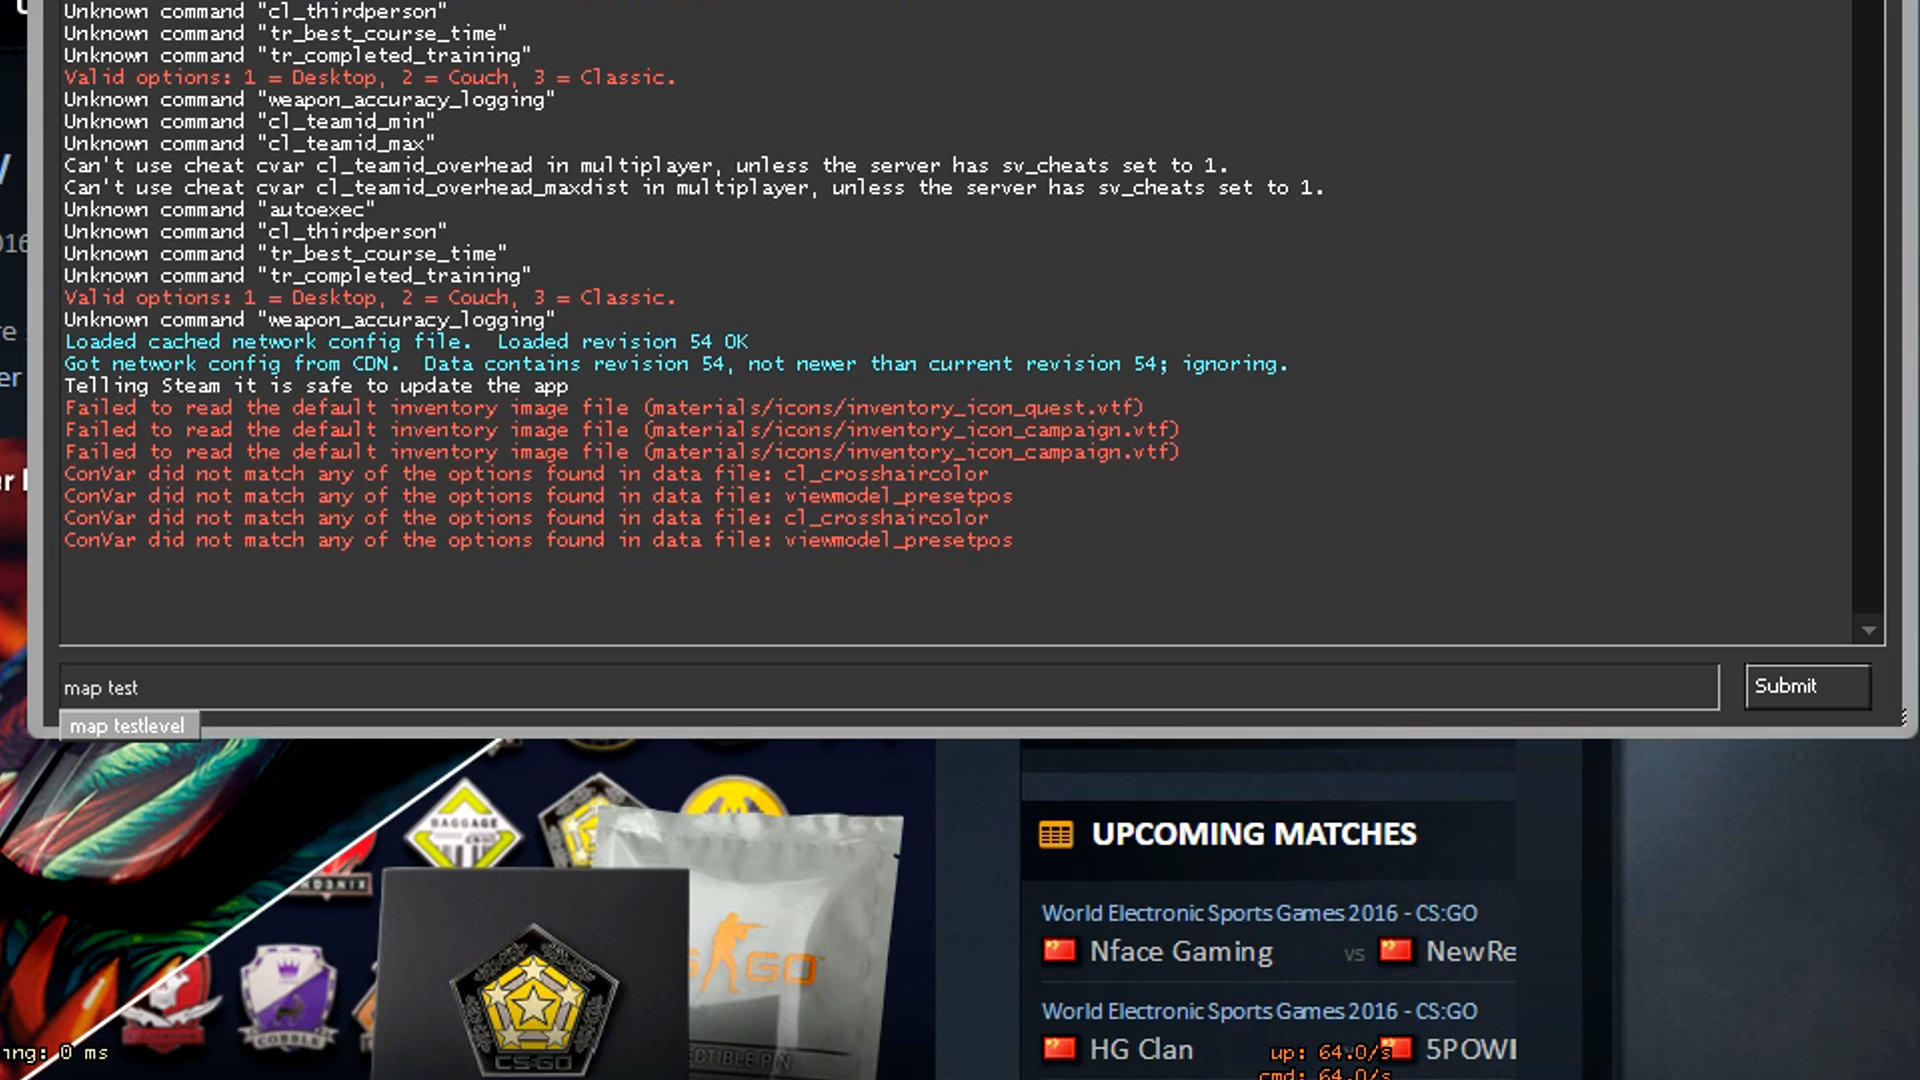 Unknown command "cl_thirdperson"
Unknown command "tr_best_course_time"
Unknown command "tr_completed_training"
Valid options: 1 = Desktop, 2 = Couch, 3 = Classic.
Unknown command "weapon_accuracy_logging"
Unknown command "cl_teamid_min"
Unknown command "cl_teamid_max"
Can't use cheat cvar cl_teamid_overhead in multiplayer, unless the server has sv_cheats set to 1.
Can't use cheat cvar cl_teamid_overhead_maxdist in multiplayer, unless the server has sv_cheats set to 1.
Unknown command "autoexec"
Unknown command "cl_thirdperson"
Unknown command "tr_best_course_time"
Unknown command "tr_completed_training"
Valid options: 1 = Desktop, 2 = Couch, 3 = Classic.
Unknown command "weapon_accuracy_logging"
Loaded cached network config file.  Loaded revision 54 OK
Got network config from CDN.  Data contains revision 54, not newer than current revision 54; ignoring.
Telling Steam it is safe to update the app
Failed to read the default inventory image file (materials/icons/inventory_icon_quest.vtf)
Failed to read the default inventory image file (materials/icons/inventory_icon_campaign.vtf)
Failed to read the default inventory image file (materials/icons/inventory_icon_campaign.vtf)
ConVar did not match any of the options found in data file: cl_crosshaircolor
ConVar did not match any of the options found in data file: viewmodel_presetpos
ConVar did not match any of the options found in data file: cl_crosshaircolor
ConVar did not match any of the options found in data file: viewmodel_presetpos
map test
Submit
map testlevel
BAGGAGE
COBBLE
CS:GO
UPCOMING MATCHES
World Electronic Sports Games 2016 - CS:GO
Nface Gaming vs NewRe
World Electronic Sports Games 2016 - CS:GO
HG Clan 5POW
ing: 0 ms
up: 64.0/s
cmd: 64.0/s